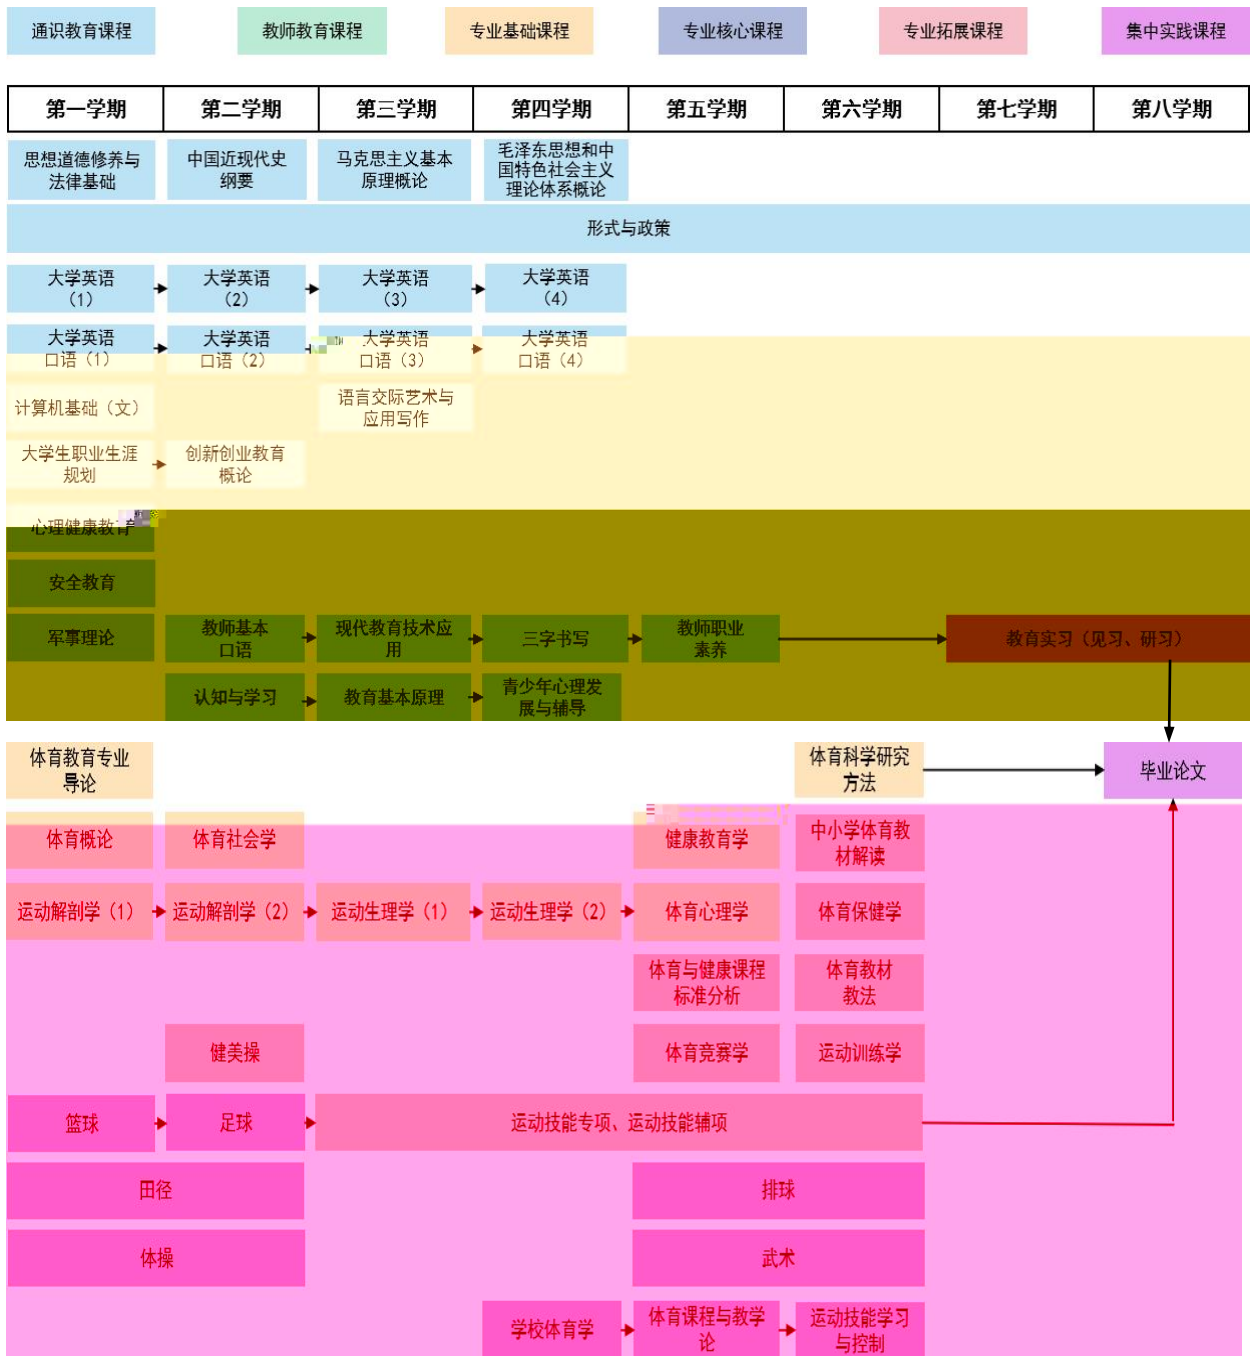 通识教育课程 教师教育课程 专业基础课程 专业核心课程 专业拓展课程 集中实践课程
第一学期 第二学期 第三学期 第四学期 第五学期 第六学期 第七学期 第八学期
思想道德修养与
法律基础
中国近现代史
纲要
马克思主义基本
原理概论
毛泽东思想和中
国特色社会主义
理论体系概论
形式与政策
大学英语
（1）
大学英语
（2）
大学英语
（3）
大学英语
（4）
大学英语
口语（1）
大学英语
口语（2）
大学英语
口语（3）
大学英语
口语（4）
计算机基础（文）
语言交际艺术与
应用写作
大学生职业生涯
规划
创新创业教育
概论
心理健康教育
安全教育
军事理论
教师基本
口语
现代教育技术应
用
三字书写
教师职业
素养
教育实习（见习、研习）
认知与学习
教育基本原理
青少年心理发
展与辅导
体育教育专业
导论
体育科学研究
方法
毕业论文
体育概论
体育社会学
健康教育学
中小学体育教
材解读
运动解剖学（1）
运动解剖学（2）
运动生理学（1）
运动生理学（2）
体育心理学
体育保健学
体育与健康课程
标准分析
体育教材
教法
健美操
体育竞赛学
运动训练学
篮球
足球
运动技能专项、运动技能辅项
田径
排球
体操
武术
学校体育学
体育课程与教学
论
运动技能学习
与控制